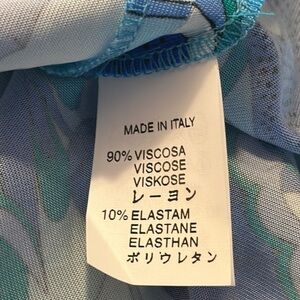 MADE IN ITALY
90% VISCOSA
VISCOSE
VISKOSE
レーヨン
10% ELASTAM
ELASTANE
ELASTHAN
ポリウレタン